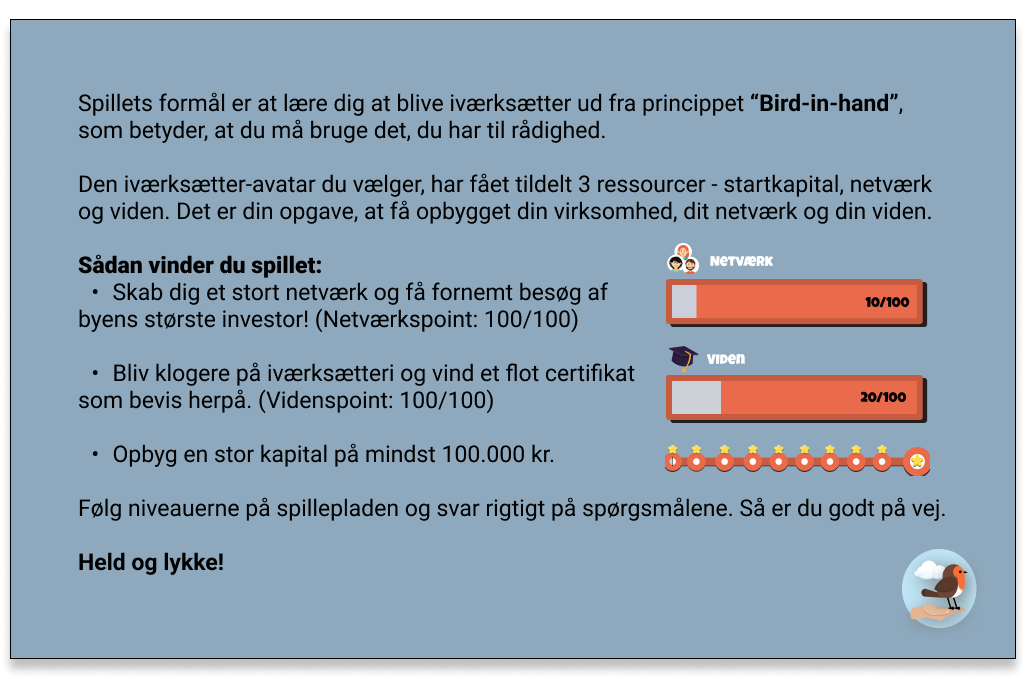 Spillets formål er at lære dig at blive iværksætter ud fra princippet “Bird-in-hand”,
som betyder, at du må bruge det, du har til rådighed.
Den iværksætter-avatar du vælger, har fået tildelt 3 ressourcer - startkapital, netværk
og viden. Det er din opgave, at få opbygget din virksomhed, dit netværk og din viden.
Sådan vinder du spillet:
• Skab dig et stort netværk og få fornemt besøg af
byens største investor! (Netværkspoint: 100/100)
• Bliv klogere på iværksætteri og vind et flot certifikat
som bevis herpå. (Videnspoint: 100/100)
• Opbyg en stor kapital på mindst 100.000 kr.
Netværk
10/100
Viden
20/100
Følg niveauerne på spillepladen og svar rigtigt på spørgsmålene. Så er du godt på vej.
Held og lykke!